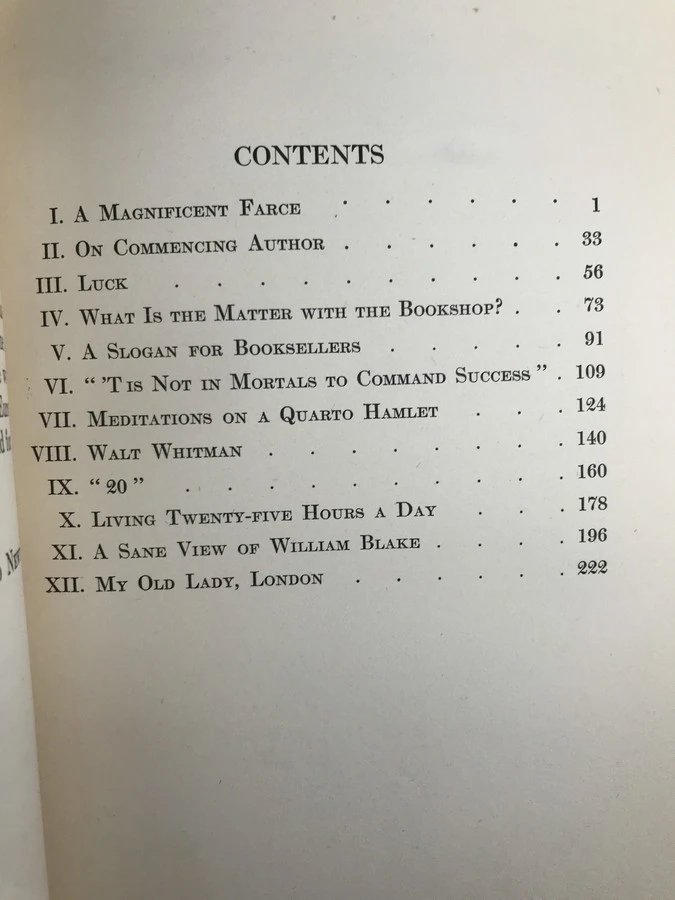 CONTENTS
I. A Magnificent Farce . . . . . . 1
II. On Commencing Author . . . . . . 33
III. Luck . . . . . . . . . . 56
IV. What Is the Matter with the Bookshop? . . 73
V. A Slogan for Booksellers . . . . . 91
VI. “ 'T is Not in Mortals to Command Success ” . 109
VII. Meditations on a Quarto Hamlet . . . 124
VIII. Walt Whitman . . . . . . . . 140
IX. “ 20 ” . . . . . . . . . . 160
X. Living Twenty-five Hours a Day . . . 178
XI. A Sane View of William Blake . . . . 196
XII. My Old Lady, London . . . . . . 222